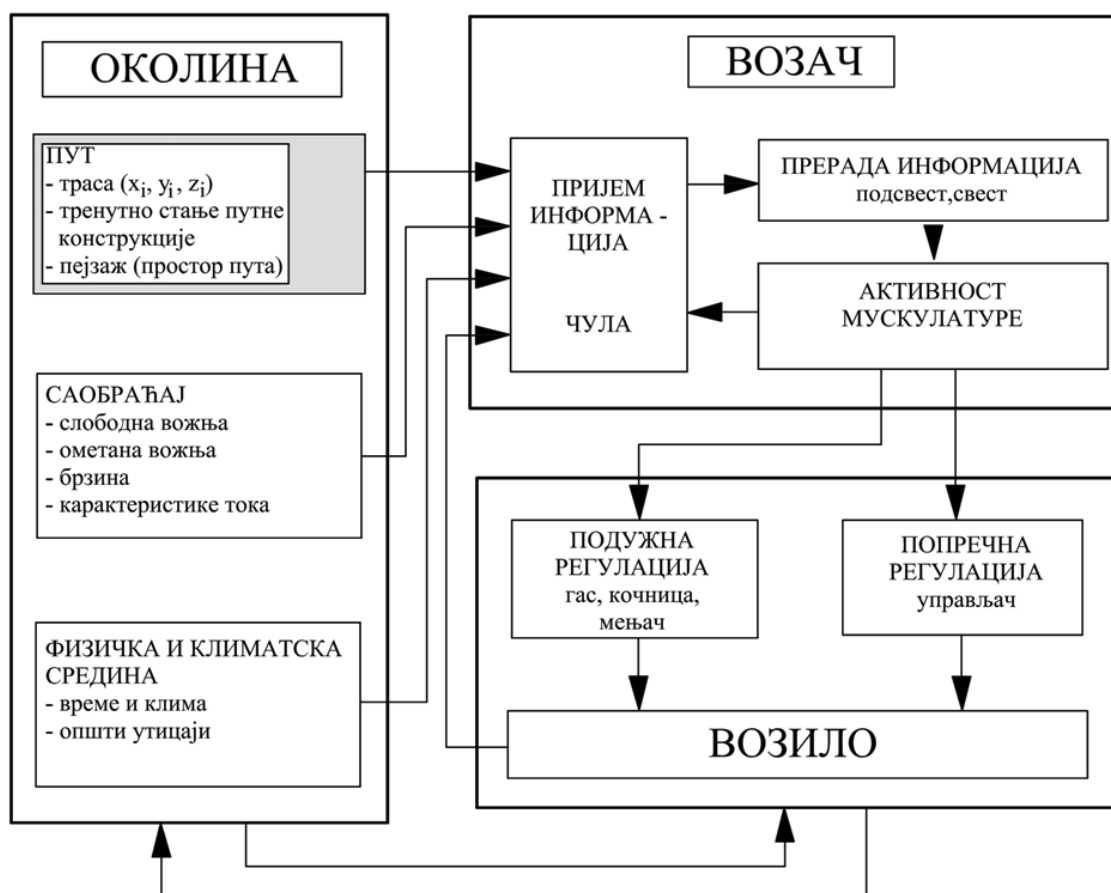 ОКОЛИНА
ПУТ
- траса (xi, yi, zi)
- тренутно стање путне
конструкције
- пејзаж (простор пута)
САОБРАЋАЈ
- слободна вожња
- ометана вожња
- брзина
- карактеристике тока
ФИЗИЧКА И КЛИМАТСКА
СРЕДИНА
- време и клима
- општи утицаји
ВОЗАЧ
ПРИЈЕМ
ИНФОРМА -
ЦИЈА
ЧУЛА
ПРЕРАДА ИНФОРМАЦИЈА
подсвест,свест
АКТИВНОСТ
МУСКУЛАТУРЕ
ПОДУЖНА
РЕГУЛАЦИЈА
гас, кочница,
мењач
ПОПРЕЧНА
РЕГУЛАЦИЈА
управљач
ВОЗИЛО